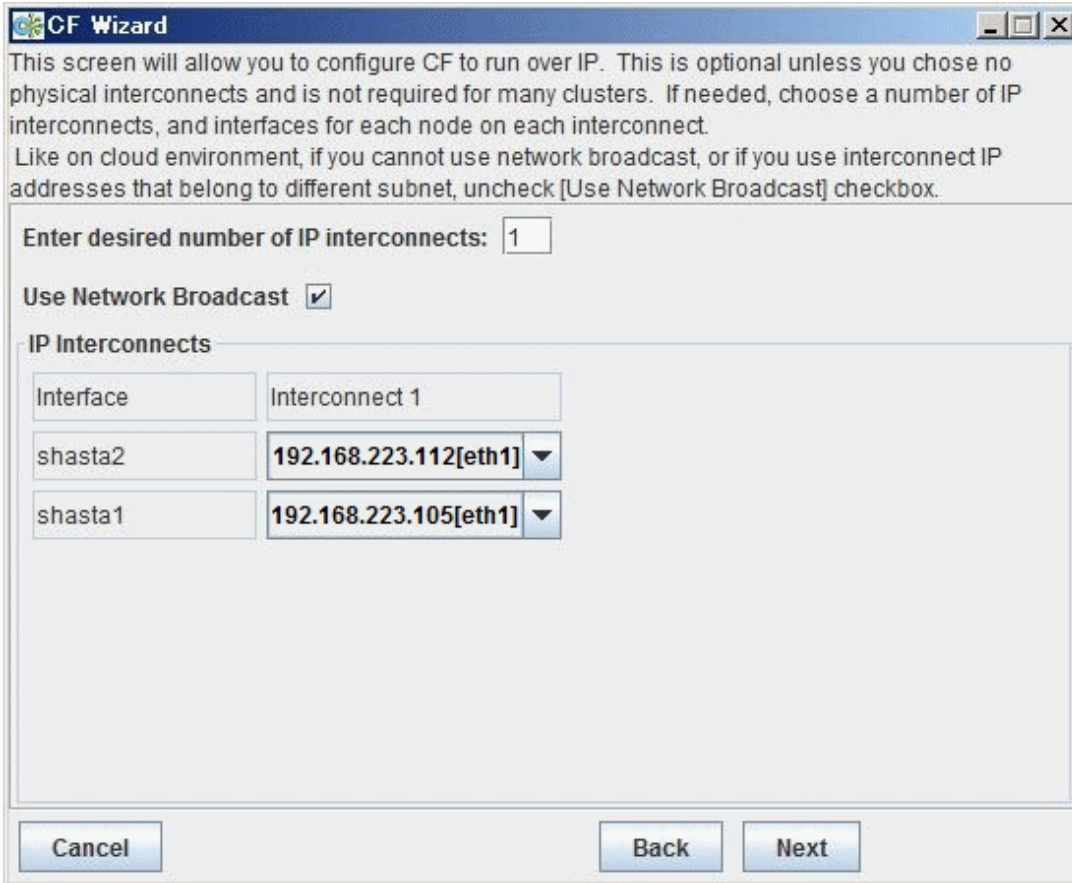 CF Wizard
This screen will allow you to configure CF to run over IP. This is optional unless you chose no
physical interconnects and is not required for many clusters. If needed, choose a number of IP
interconnects, and interfaces for each node on each interconnect.
Like on cloud environment, if you cannot use network broadcast, or if you use interconnect IP
addresses that belong to different subnet, uncheck [Use Network Broadcast] checkbox.
Enter desired number of IP interconnects: 1
Use Network Broadcast
IP Interconnects
Interface Interconnect 1
shasta2 192.168.223.112[eth1]
shasta1 192.168.223.105[eth1]
Cancel Back Next